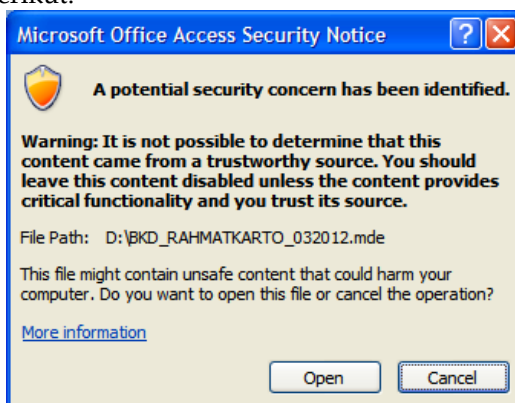 Microsoft Office Access Security Notice
A potential security concern has been identified.
Warning: It is not possible to determine that this
content came from a trustworthy source. You should
leave this content disabled unless the content provides
critical functionality and you trust its source.
File Path: D:\BKD_RAHMATKARTO_032012.mde
This file might contain unsafe content that could harm your
computer. Do you want to open this file or cancel the operation?
More information
Open Cancel